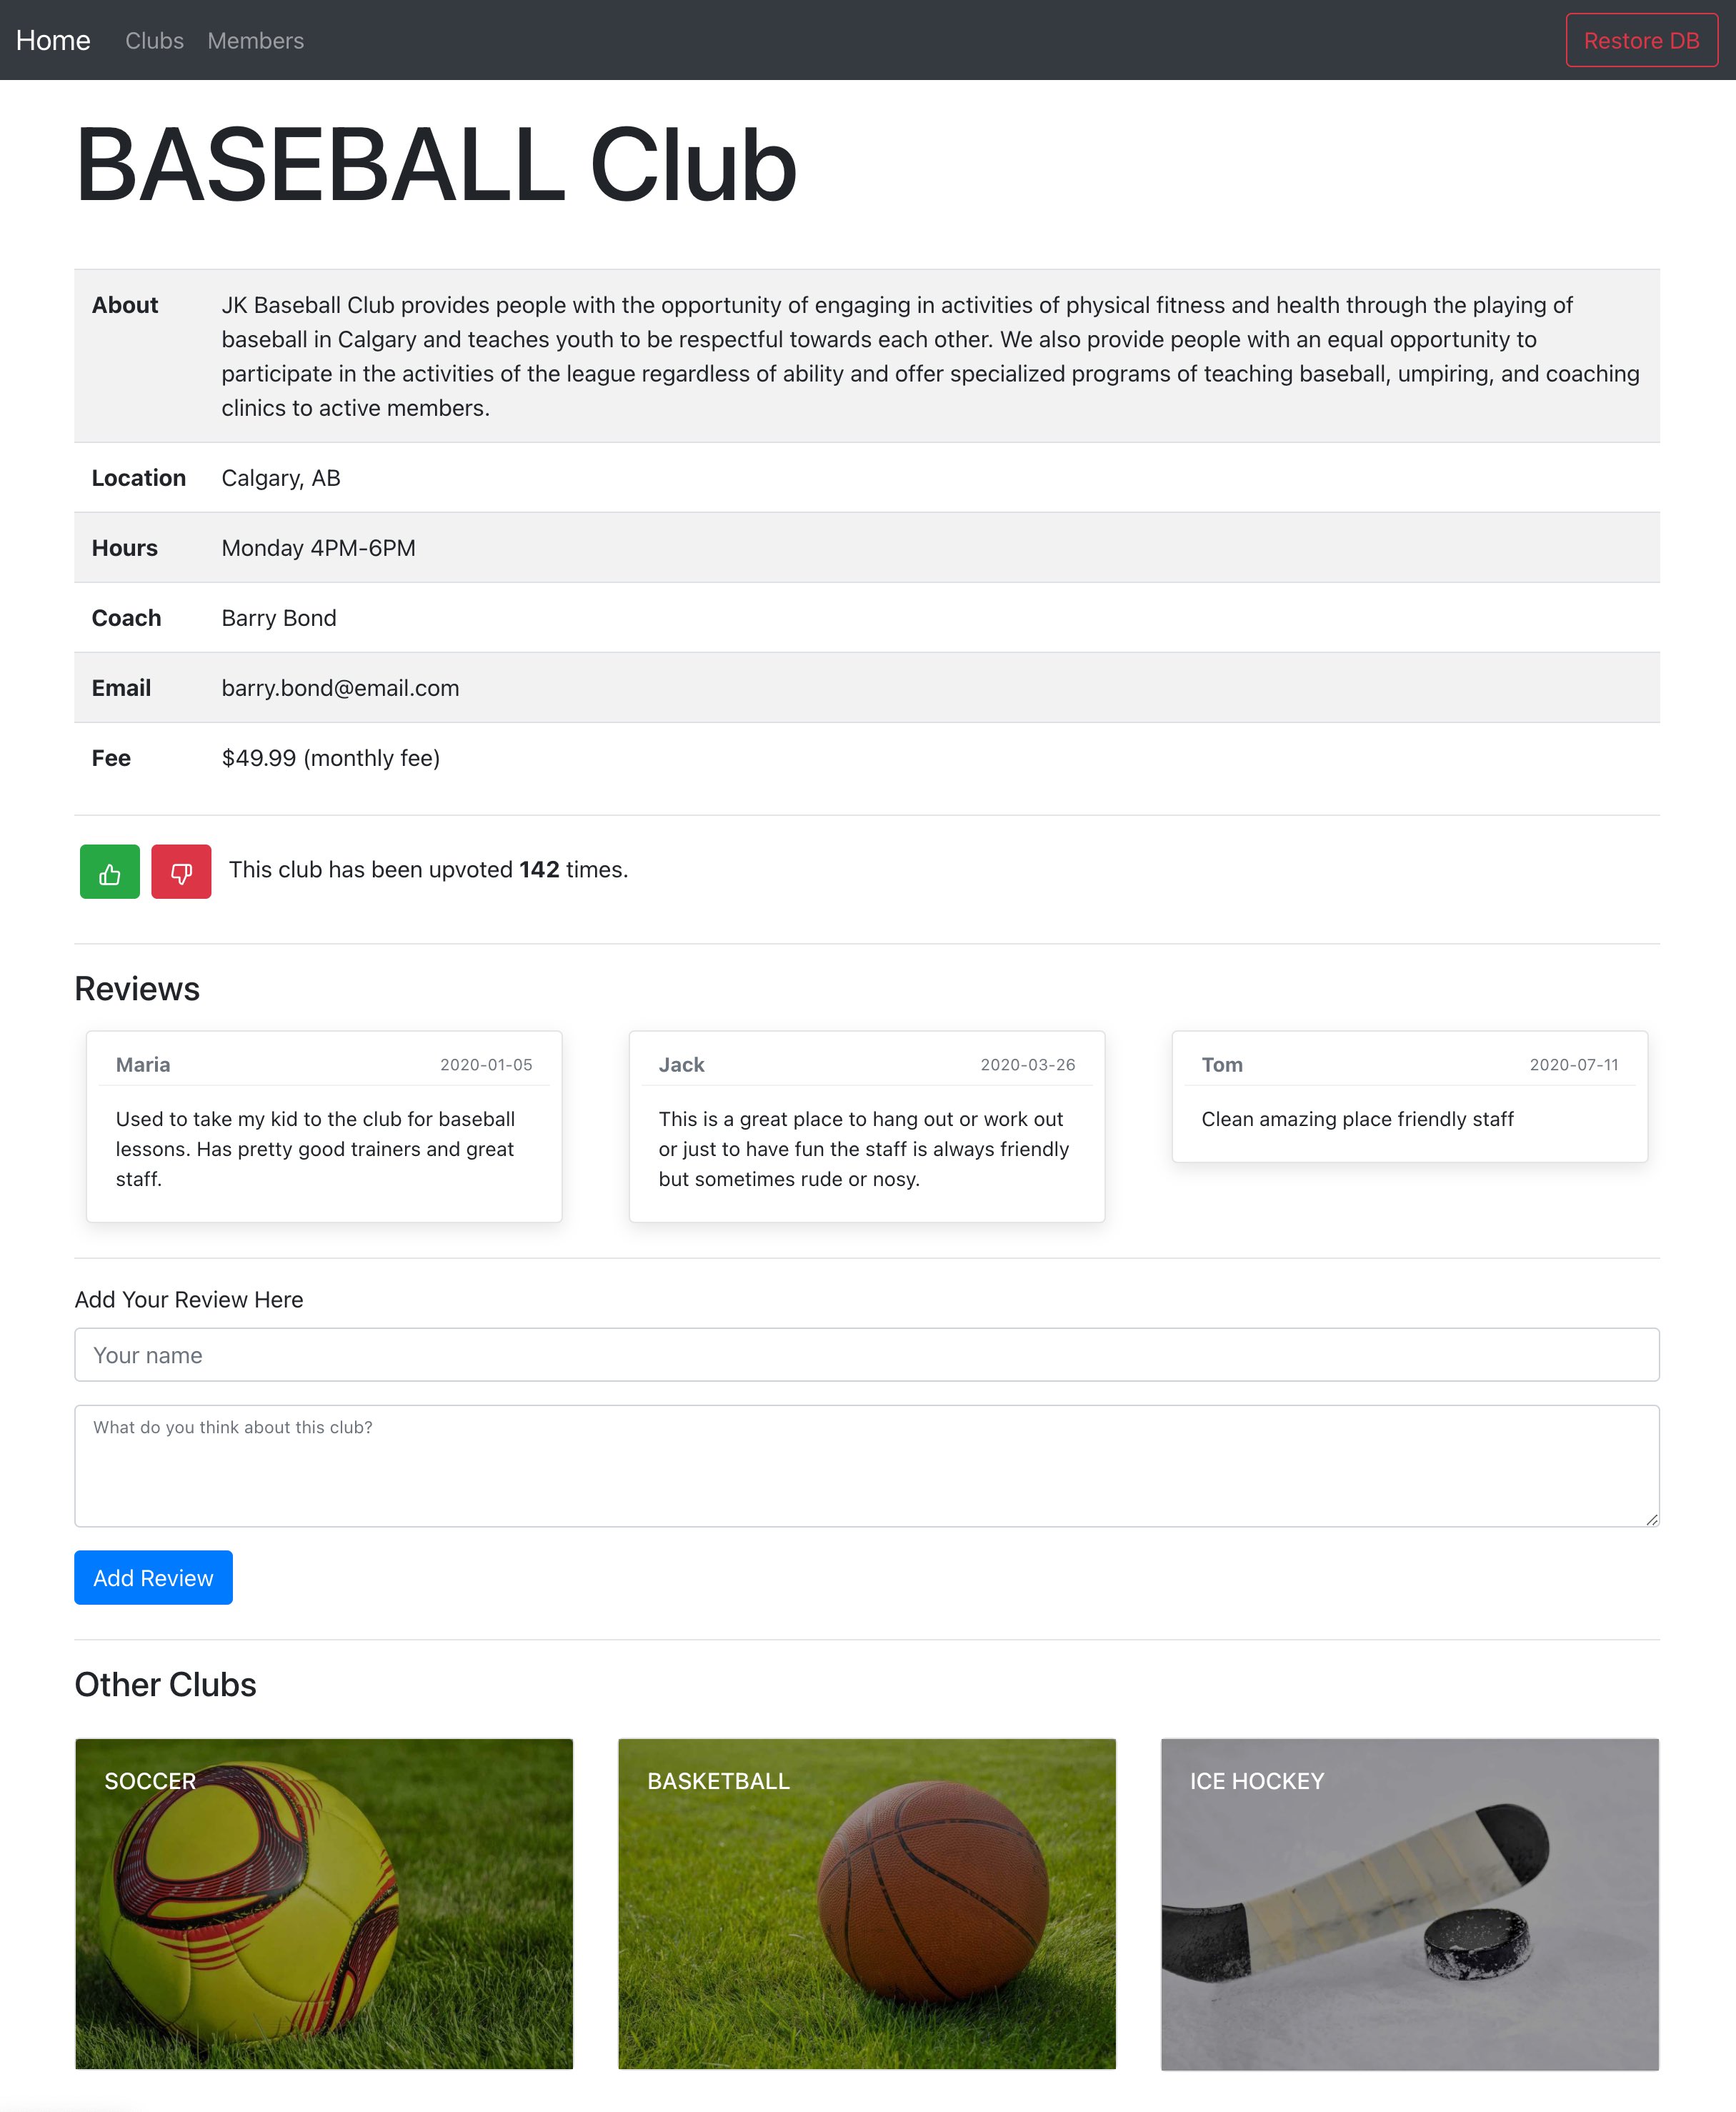 Home Clubs Members Restore DB
BASEBALL Club
About JK Baseball Club provides people with the opportunity of engaging in activities of physical fitness and health through the playing of
baseball in Calgary and teaches youth to be respectful towards each other. We also provide people with an equal opportunity to
participate in the activities of the league regardless of ability and offer specialized programs of teaching baseball, umpiring, and coaching
clinics to active members.
Location Calgary, AB
Hours Monday 4PM-6PM
Coach Barry Bond
Email barry.bond@email.com
Fee $49.99 (monthly fee)
This club has been upvoted 142 times.
Reviews
Maria 2020-01-05
Used to take my kid to the club for baseball
lessons. Has pretty good trainers and great
staff.
Jack 2020-03-26
This is a great place to hang out or work out
or just to have fun the staff is always friendly
but sometimes rude or nosy.
Tom 2020-07-11
Clean amazing place friendly staff
Add Your Review Here
Your name
What do you think about this club?
Add Review
Other Clubs
SOCCER
BASKETBALL
ICE HOCKEY